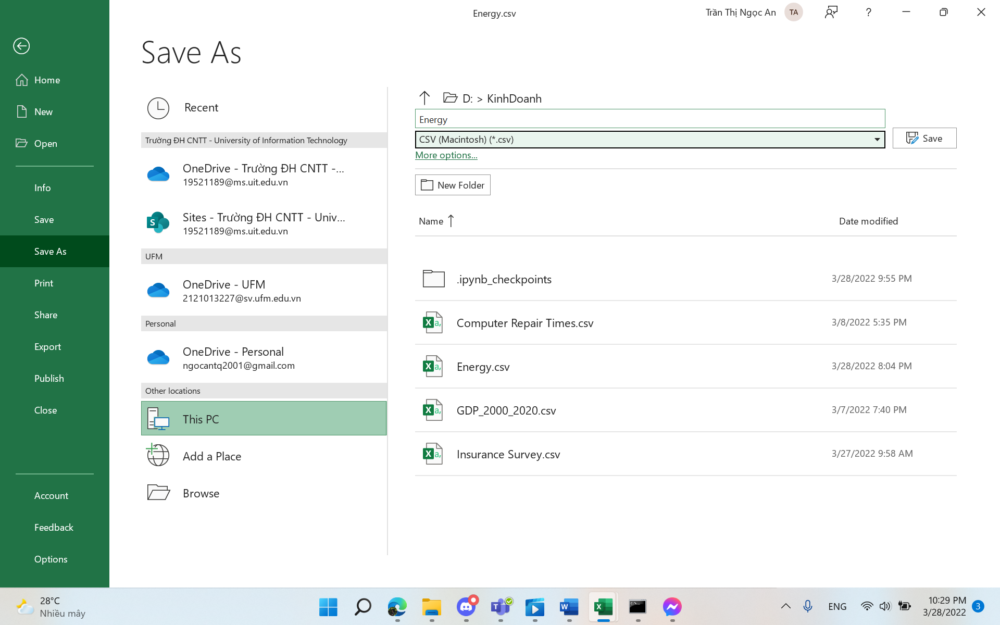 Energy.csv
Trần Thị Ngọc An
TA
?
Save As
Home
New
Open
Info
Save
Save As
Print
Share
Export
Publish
Close
Account
Feedback
Options
Recent
Trường ĐH CNTT - University of Information Technology
OneDrive - Trường ĐH CNTT -...
19521189@ms.uit.edu.vn
Sites - Trường ĐH CNTT - Univ...
19521189@ms.uit.edu.vn
UFM
OneDrive - UFM
2121013227@sv.ufm.edu.vn
Personal
OneDrive - Personal
ngocantq2001@gmail.com
Other locations
This PC
Add a Place
Browse
D: > KinhDoanh
Energy
CSV (Macintosh) (*.csv)
Save
More options...
New Folder
Name
Date modified
.ipynb_checkpoints
3/28/2022 9:55 PM
Computer Repair Times.csv
3/8/2022 5:35 PM
Energy.csv
3/28/2022 8:04 PM
GDP_2000_2020.csv
3/7/2022 7:40 PM
Insurance Survey.csv
3/27/2022 9:58 AM
28°C
Nhiều mây
ENG
10:29 PM
3/28/2022
3